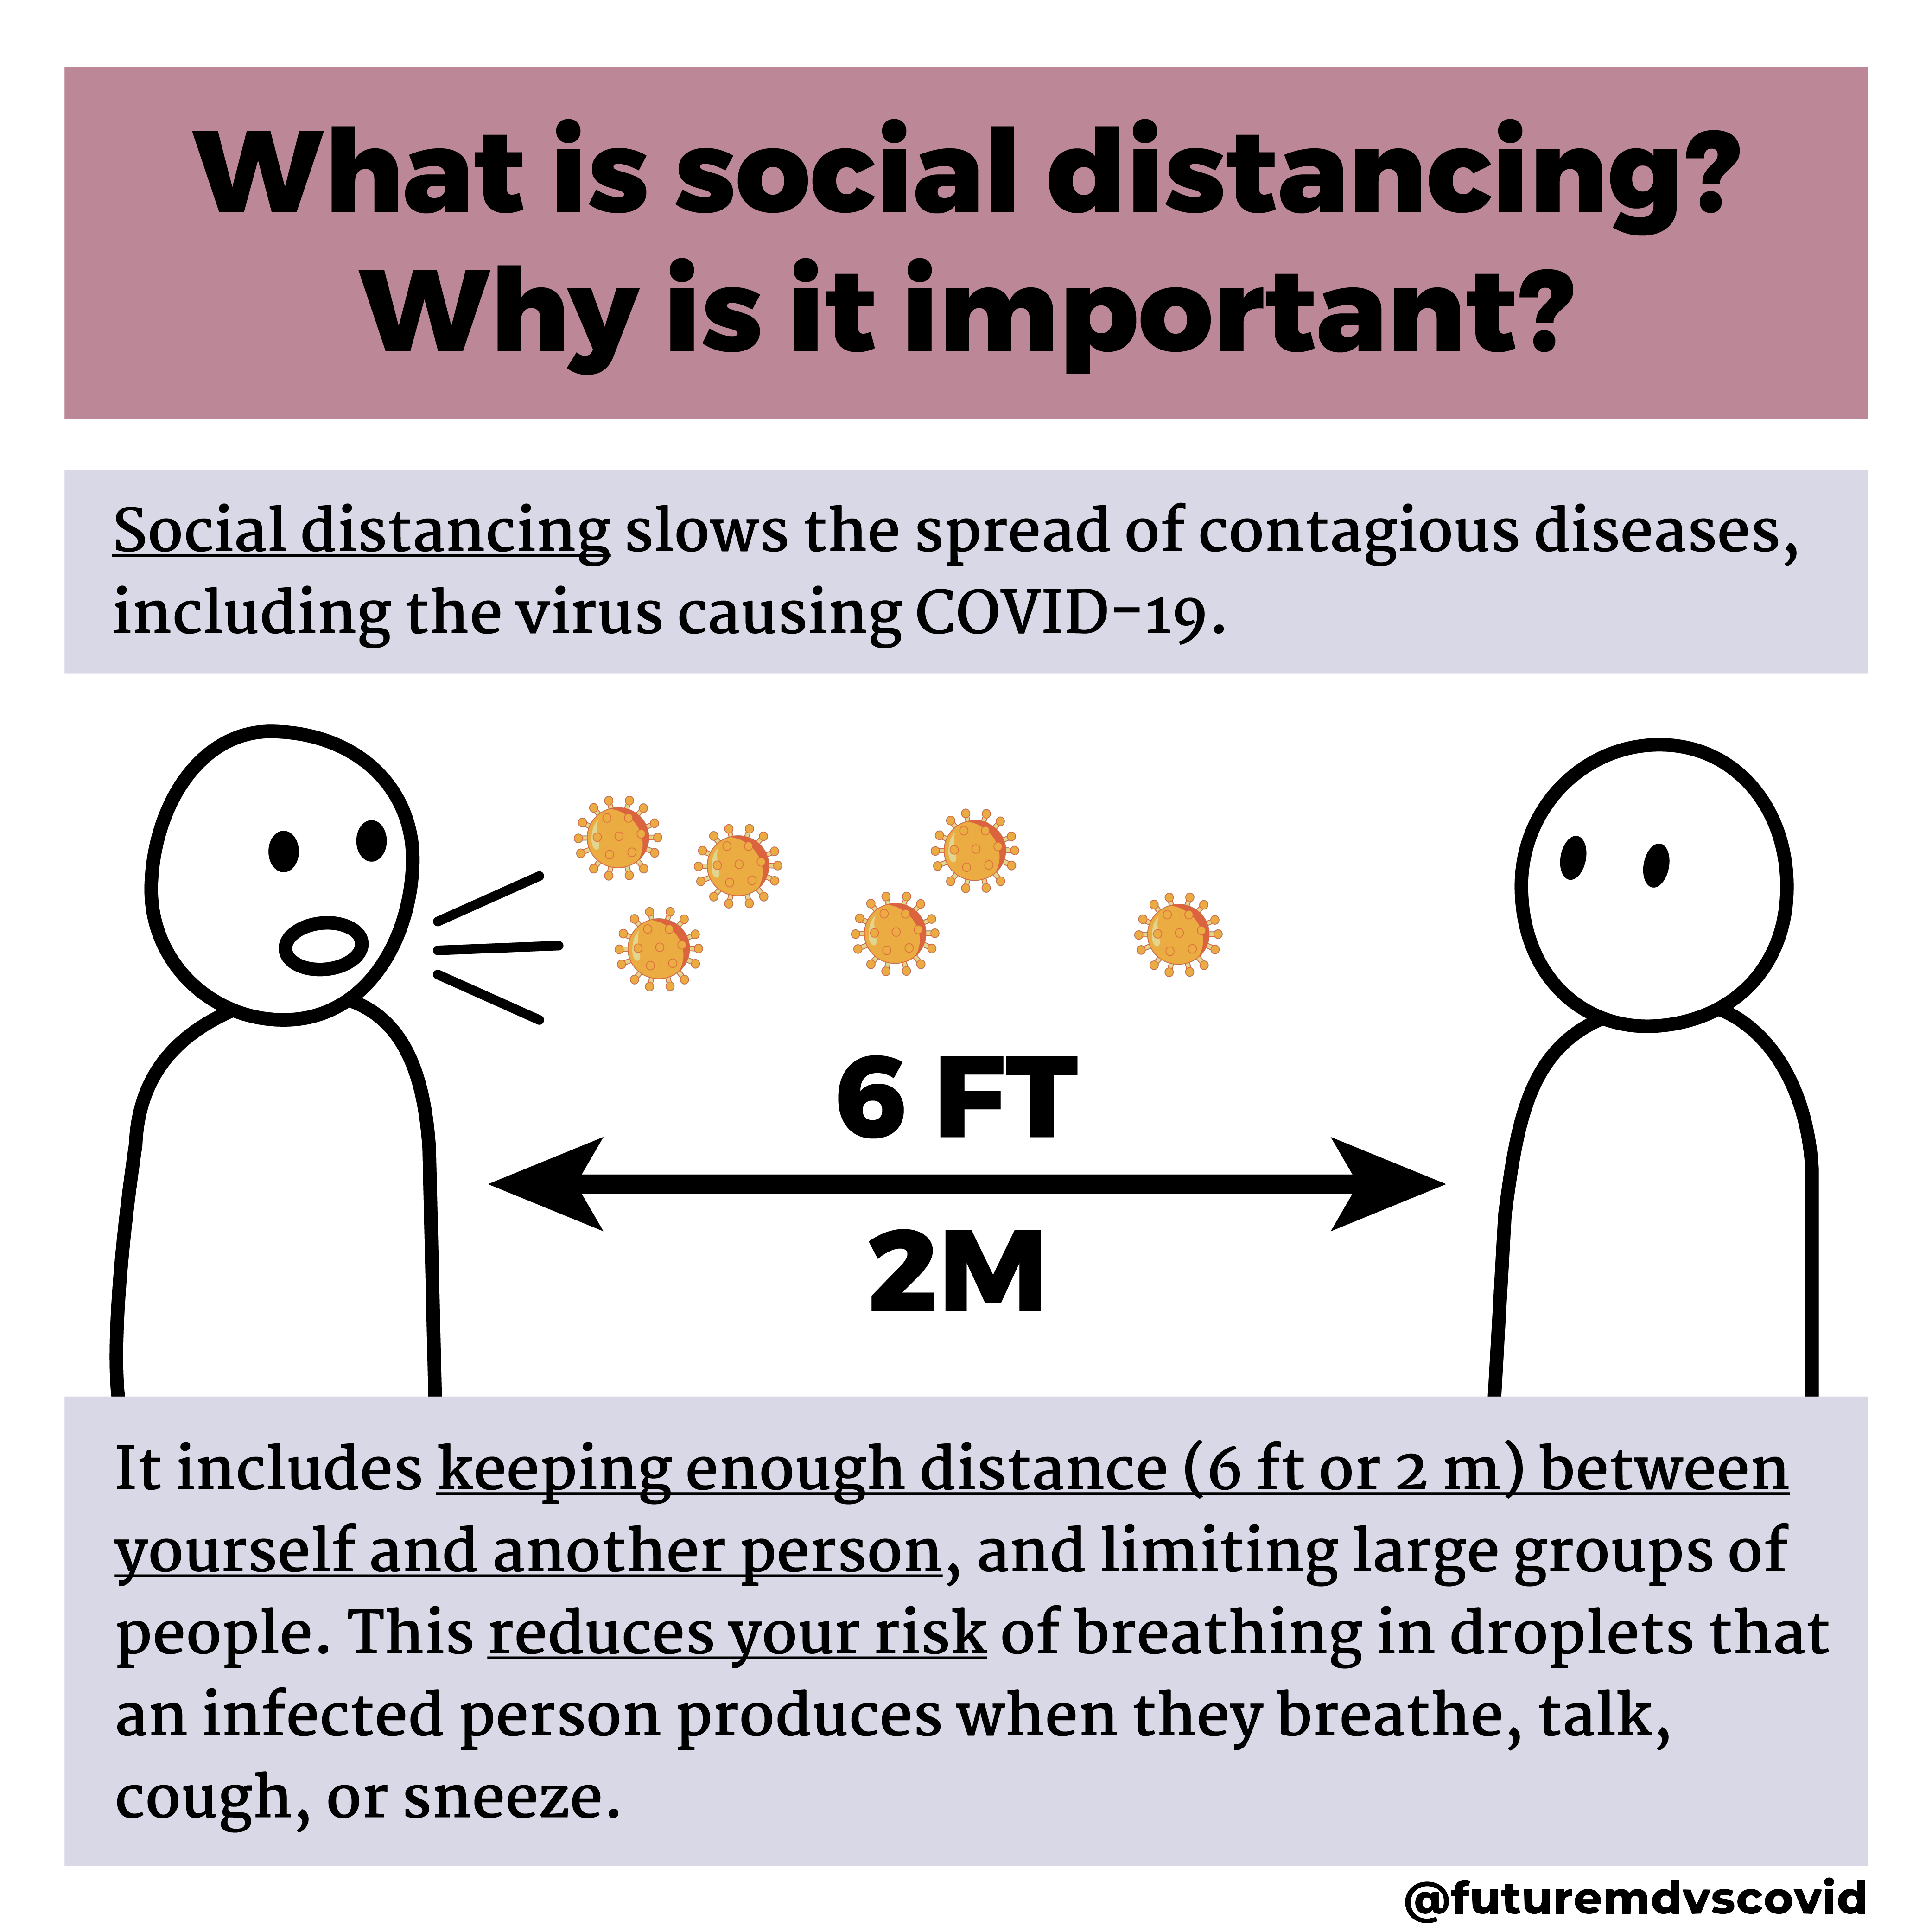 What is social distancing?
Why is it important?
Social distancing slows the spread of contagious diseases,
including the virus causing COVID-19.
6 FT
2M
It includes keeping enough distance (6 ft or 2 m) between
yourself and another person, and limiting large groups of
people. This reduces your risk of breathing in droplets that
an infected person produces when they breathe, talk,
cough, or sneeze.
@futuremdvscovid